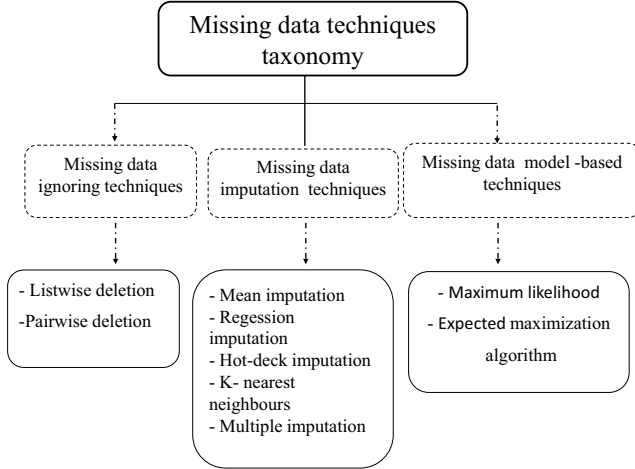 Missing data techniques
taxonomy
Missing data
ignoring techniques
Missing data
imputation techniques
Missing data model -based
techniques
- Listwise deletion
-Pairwise deletion
- Mean imputation
- Regression
imputation
- Hot-deck imputation
- K- nearest
neighbours
- Multiple imputation
- Maximum likelihood
- Expected maximization
algorithm